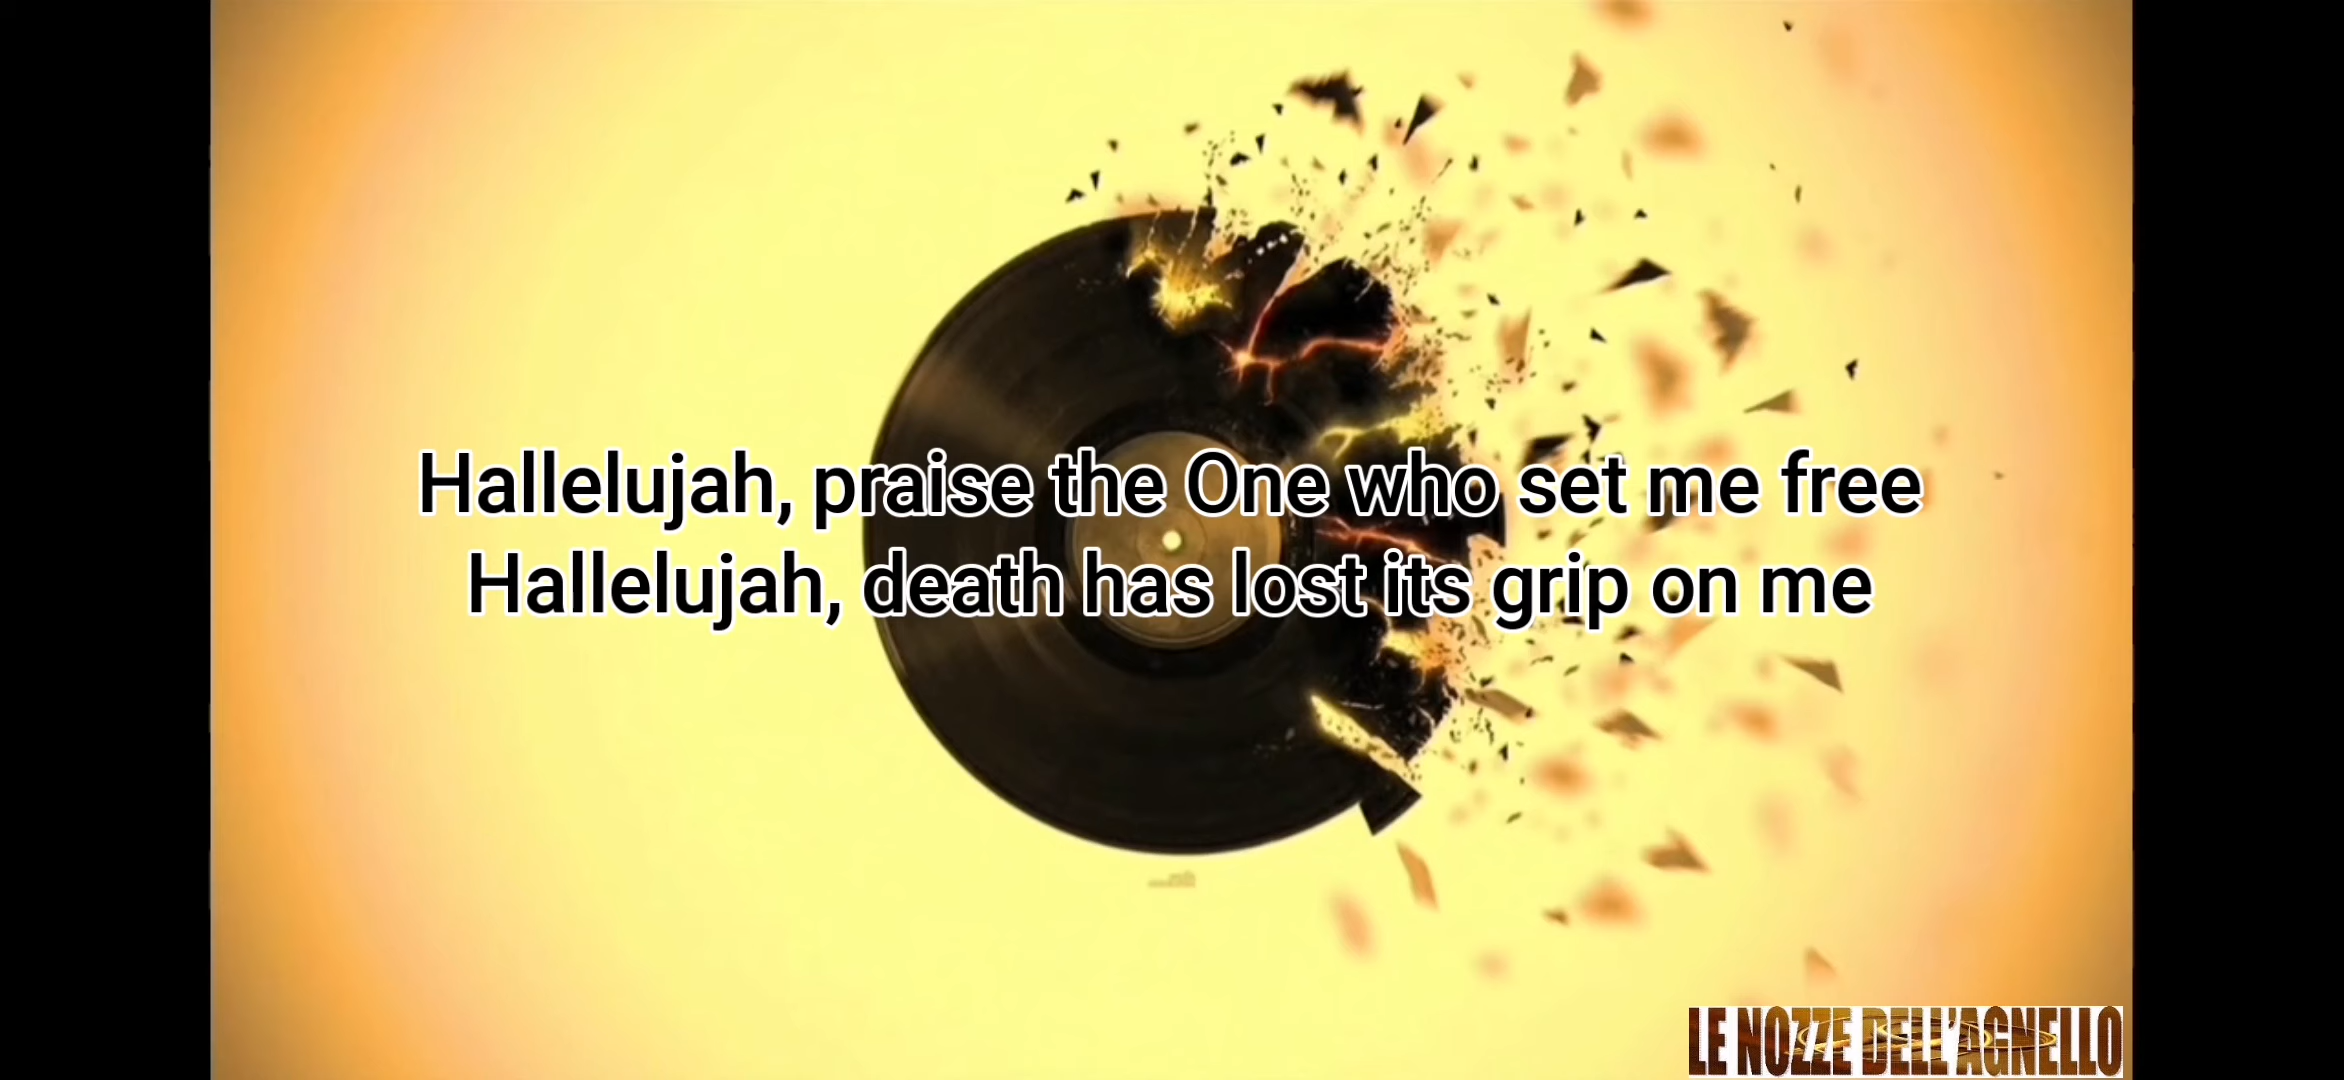 Hallelujah, praise the One who set me free
Hallelujah, death has lost its grip on me
LE NOZZE DELL'AGNELLO